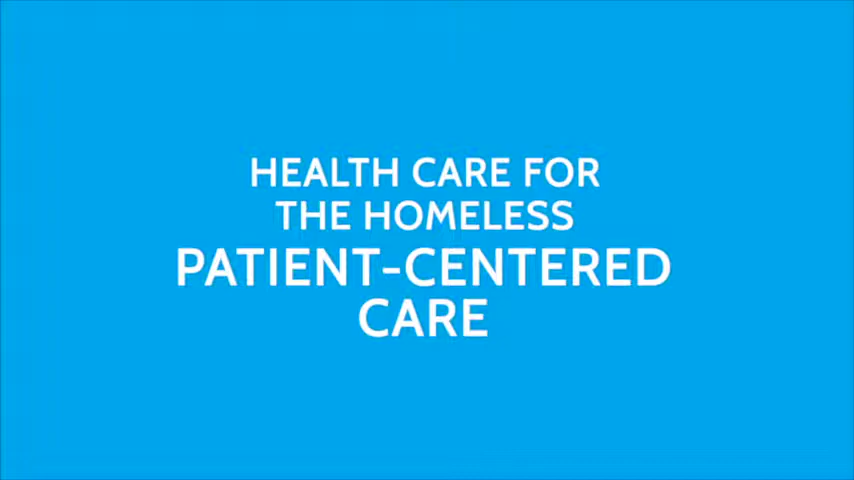 HEALTH CARE FOR
THE HOMELESS
PATIENT-CENTERED
CARE